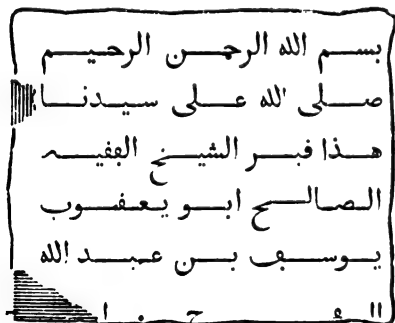 بسم الله الرحمن الرحيم
صلى الله على سيدنا
هذا قبر الشيخ الفقيه
الصالح ابو يعقوب
يوسف بن عبد الله